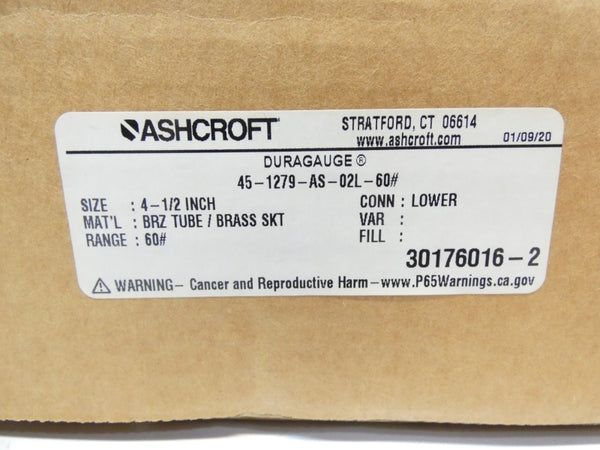 ASHCROFT® STRATFORD, CT 06614
www.ashcroft.com 01/09/20
DURAGAUGE®
45-1279-AS-02L-60#
SIZE : 4-1/2 INCH CONN : LOWER
MAT'L : BRZ TUBE / BRASS SKT VAR :
RANGE : 60# FILL :
30176016-2
⚠ WARNING- Cancer and Reproductive Harm-www.P65Warnings.ca.gov